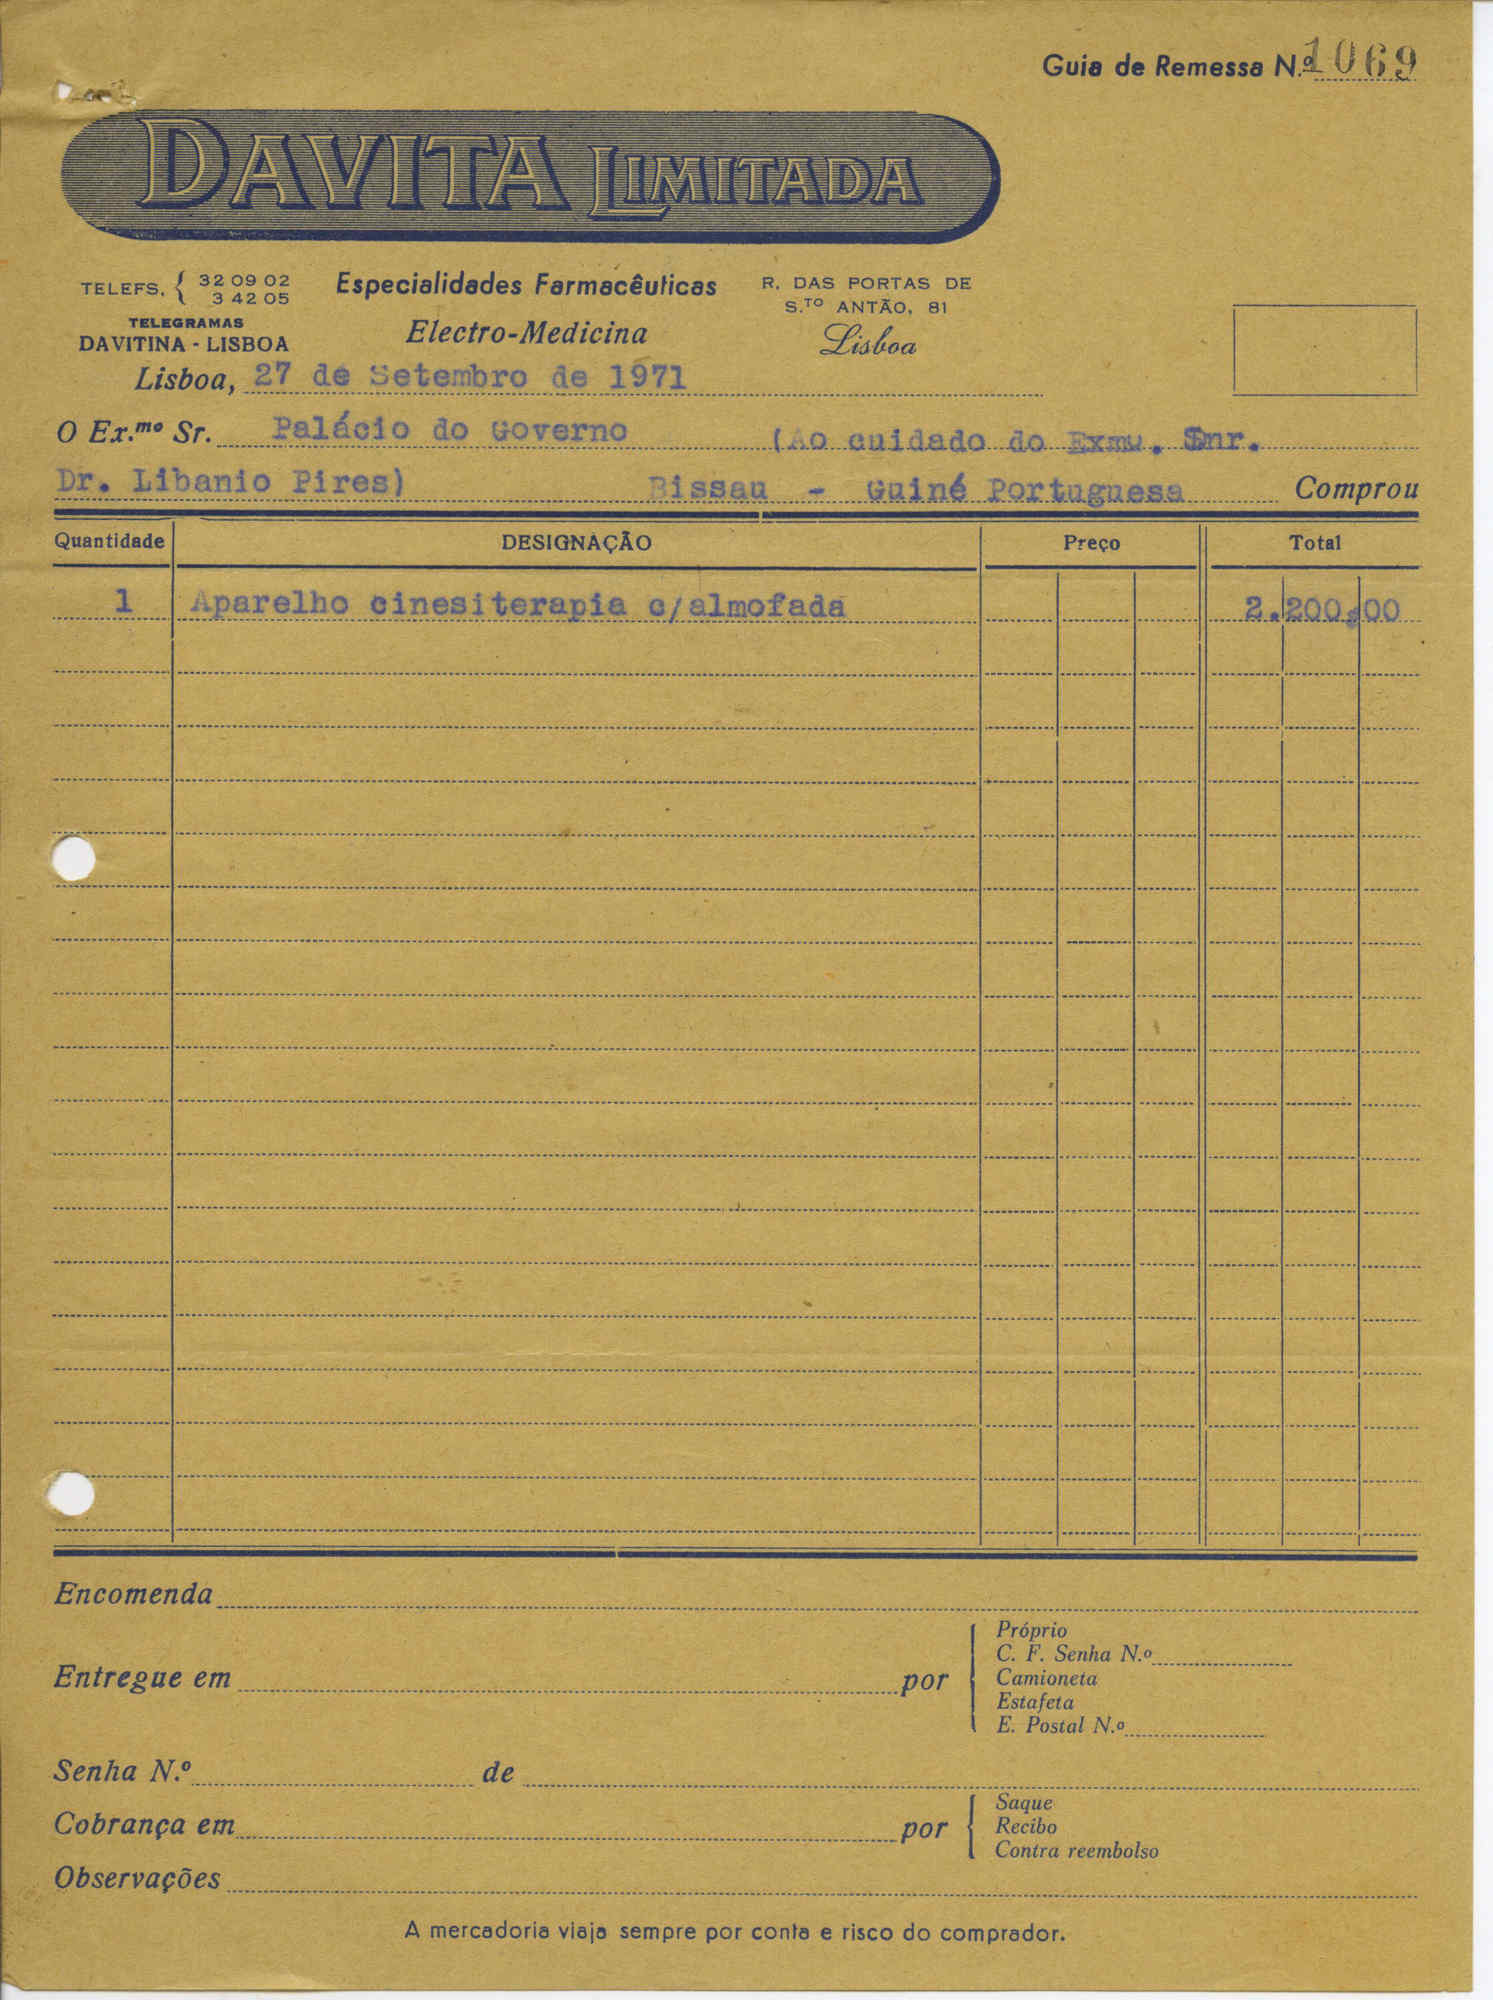 Guia de Remessa N.º 1069
DAVITA LIMITADA
TELEFS. { 32 09 02
3 42 05
Especialidades Farmacêuticas
R. DAS PORTAS DE
S.TO ANTÃO, 81
TELEGRAMAS
DAVITINA - LISBOA
Electro-Medicina
Lisboa
Lisboa, 27 de Setembro de 1971
O Ex.mo Sr. Palácio do Governo (Ao cuidado do Exmo. Snr.
Dr. Libanio Pires) Bissau - Guiné Portuguesa Comprou
Quantidade DESIGNAÇÃO Preço Total
1 Aparelho cinesiterapia c/almofada 2.200$00
Encomenda
Entregue em por
Próprio
C. F. Senha N.º
Camioneta
Estafeta
E. Postal N.º
Senha N.º de
Cobrança em por
Saque
Recibo
Contra reembolso
Observações
A mercadoria viaja sempre por conta e risco do comprador.